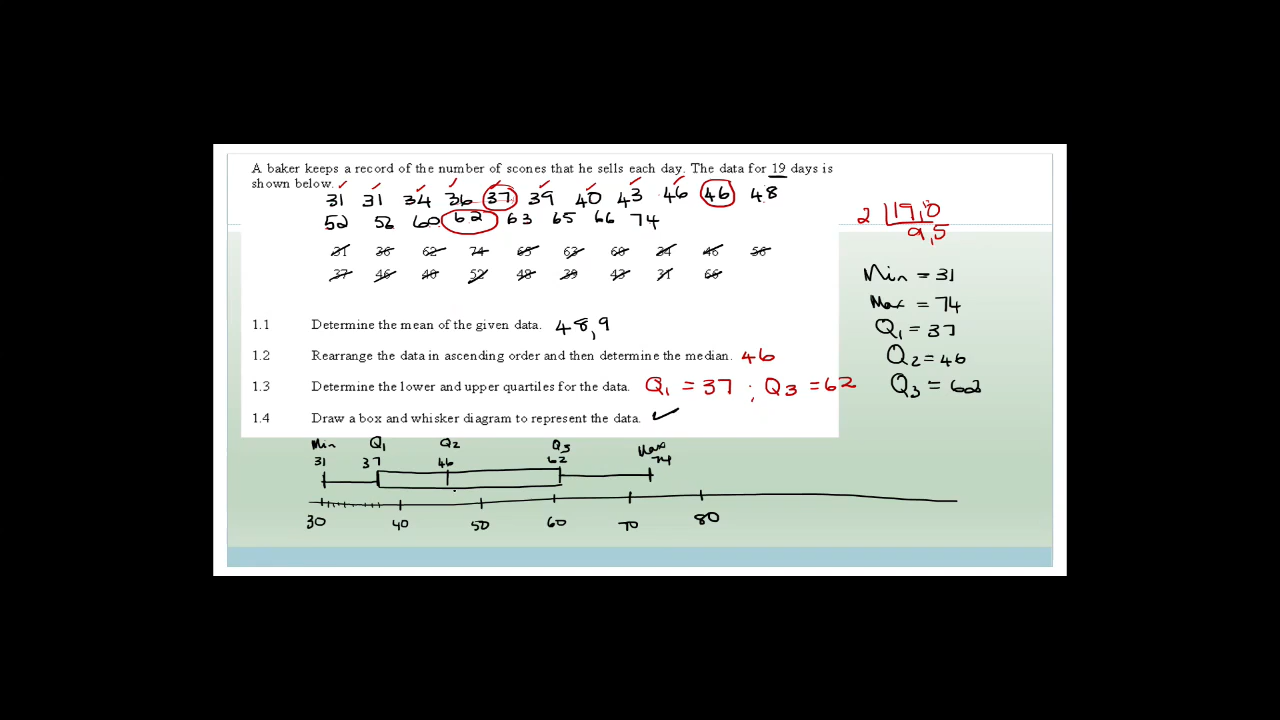 A baker keeps a record of the number of scones that he sells each day. The data for 19 days is
shown below.
31 31 34 36 37 39 40 43 46 46 48
52 56 60 62 63 65 66 74
31 36 62 74 65 63 60 34 46 56
37 46 40 52 48 39 43 31 66
2 19,0
9,5
Min = 31
Max = 74
Q1 = 37
Q2 = 46
Q3 = 62
1.1 Determine the mean of the given data. 48,9
1.2 Rearrange the data in ascending order and then determine the median. 46
1.3 Determine the lower and upper quartiles for the data. Q1 = 37 ; Q3 = 62
1.4 Draw a box and whisker diagram to represent the data. ✓
Min Q1 Q2 Q3 Max
31 37 46 62 74
30 40 50 60 70 80